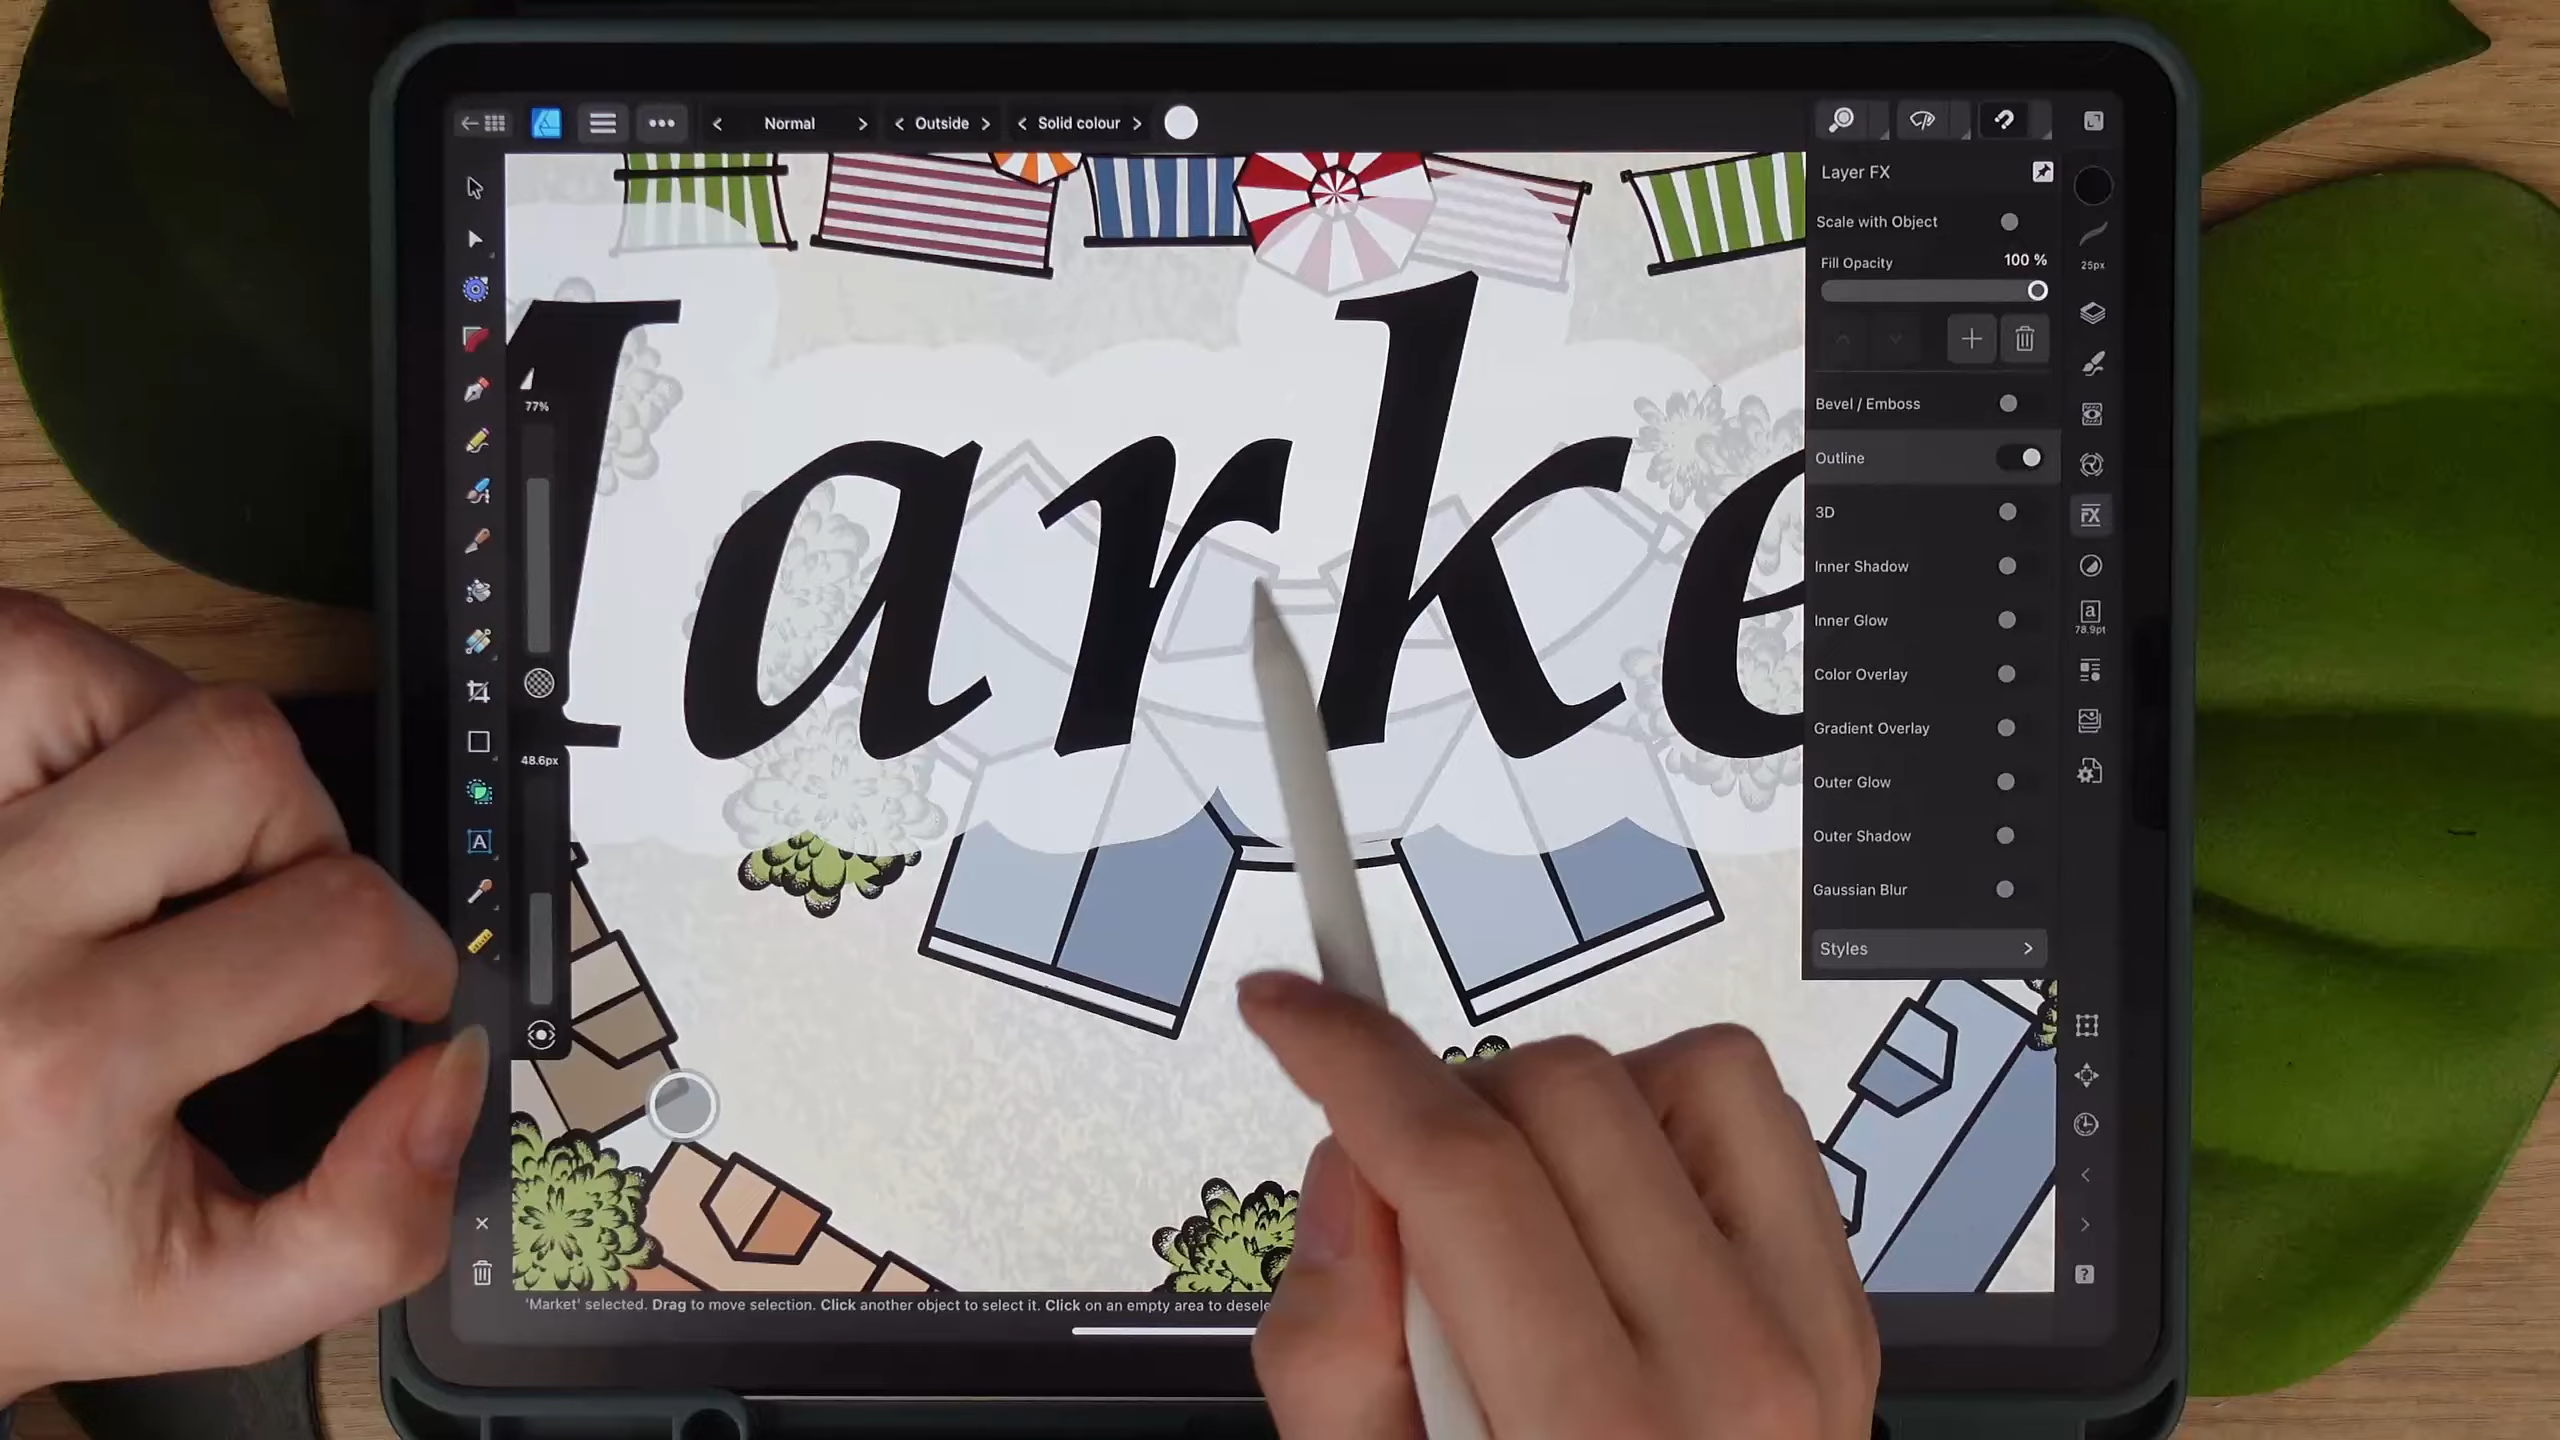 Normal
Outside
Solid colour
Layer FX
Scale with Object
Fill Opacity 100 %
25px
Bevel / Emboss
Outline
3D
Inner Shadow
Inner Glow
Color Overlay
Gradient Overlay
Outer Glow
Outer Shadow
Gaussian Blur
Styles
FX
a
78.9pt
77%
48.6px
A
Marke
'Market' selected. Drag to move selection. Click another object to select it. Click on an empty area to desele
?